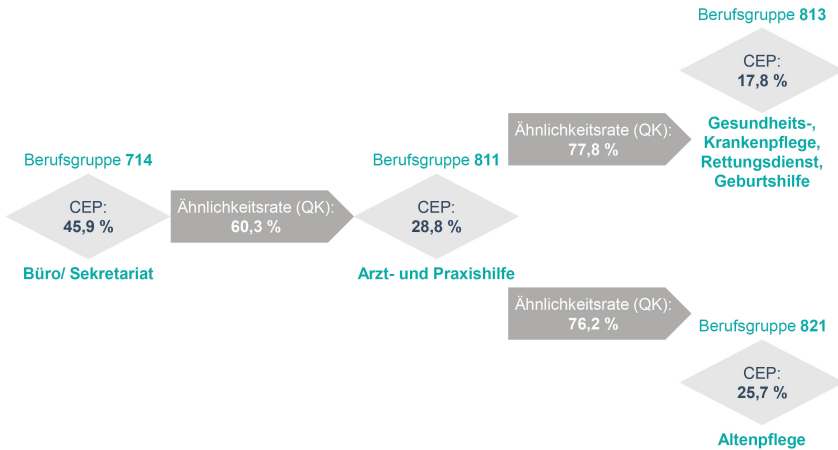 Berufsgruppe 813
CEP:
17,8 %
Gesundheits-,
Krankenpflege,
Rettungsdienst,
Geburtshilfe
Ähnlichkeitsrate (QK):
77,8 %
Berufsgruppe 714
CEP:
45,9 %
Büro/ Sekretariat
Ähnlichkeitsrate (QK):
60,3 %
Berufsgruppe 811
CEP:
28,8 %
Arzt- und Praxishilfe
Ähnlichkeitsrate (QK):
76,2 %
Berufsgruppe 821
CEP:
25,7 %
Altenpflege